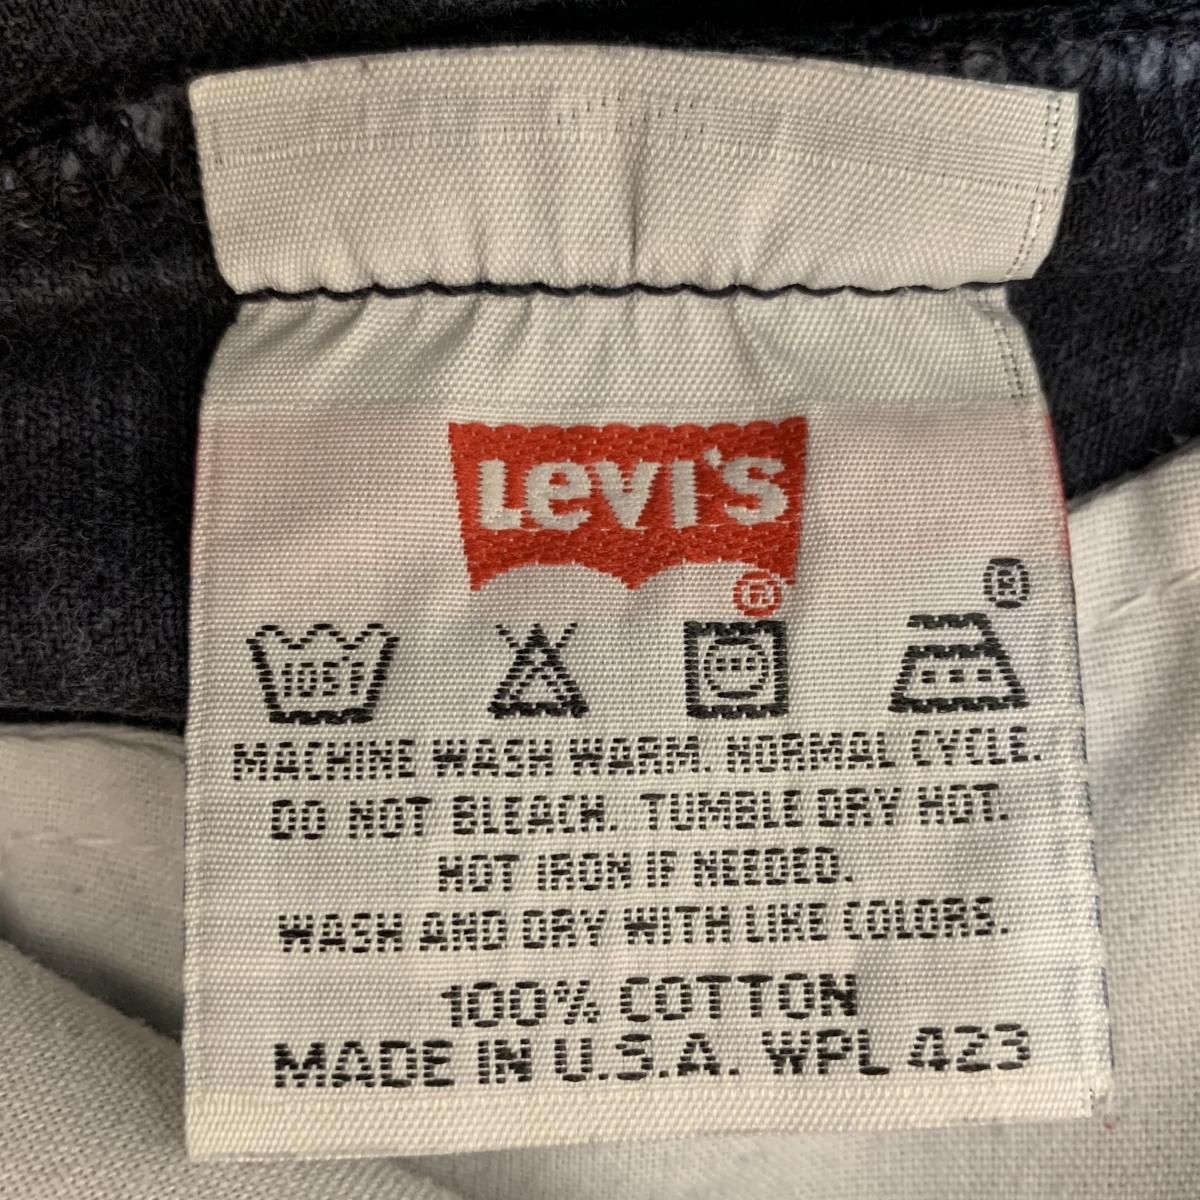 Levi's
®
®
105°F
MACHINE WASH WARM. NORMAL CYCLE.
DO NOT BLEACH. TUMBLE DRY HOT.
HOT IRON IF NEEDED.
WASH AND DRY WITH LIKE COLORS.
100% COTTON
MADE IN U.S.A. WPL 423